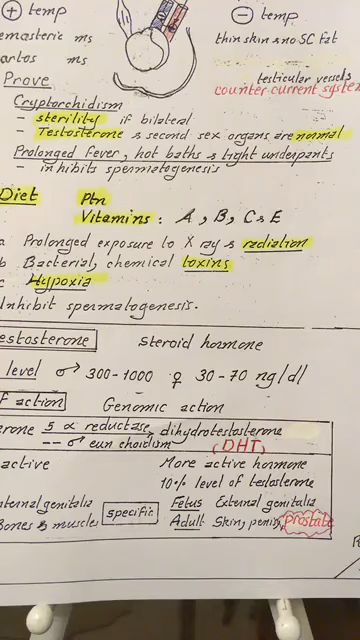 + temp
- temp
emasteric ms
thin skin & no SC Fat
artos ms
testicular vessels
Prove
counter current system
Cryptorchidism
- sterility if bilateral
- Testosterone & second sex organs are normal
Prolonged fever, hot baths & tight underpants
- inhibits spermatogenesis
Diet Ptn
Vitamins : A, B, C & E
a Prolonged exposure to X ray & radiation
b Bacterial, chemical toxins
c Hypoxia
Inhibit spermatogenesis.
estosterone Steroid hormone
level ♂ 300-1000 ♀ 30-70 ng/dl
F action Genomic action
erone 5 α reductase, dihydrotestosterone
-- ♂ eunchoidism (DHT)
active More active hormone
10% level of testosterone
nternal genitalia specific Fetus External genitalia
Bones & muscles Adult Skin, penis, prostate